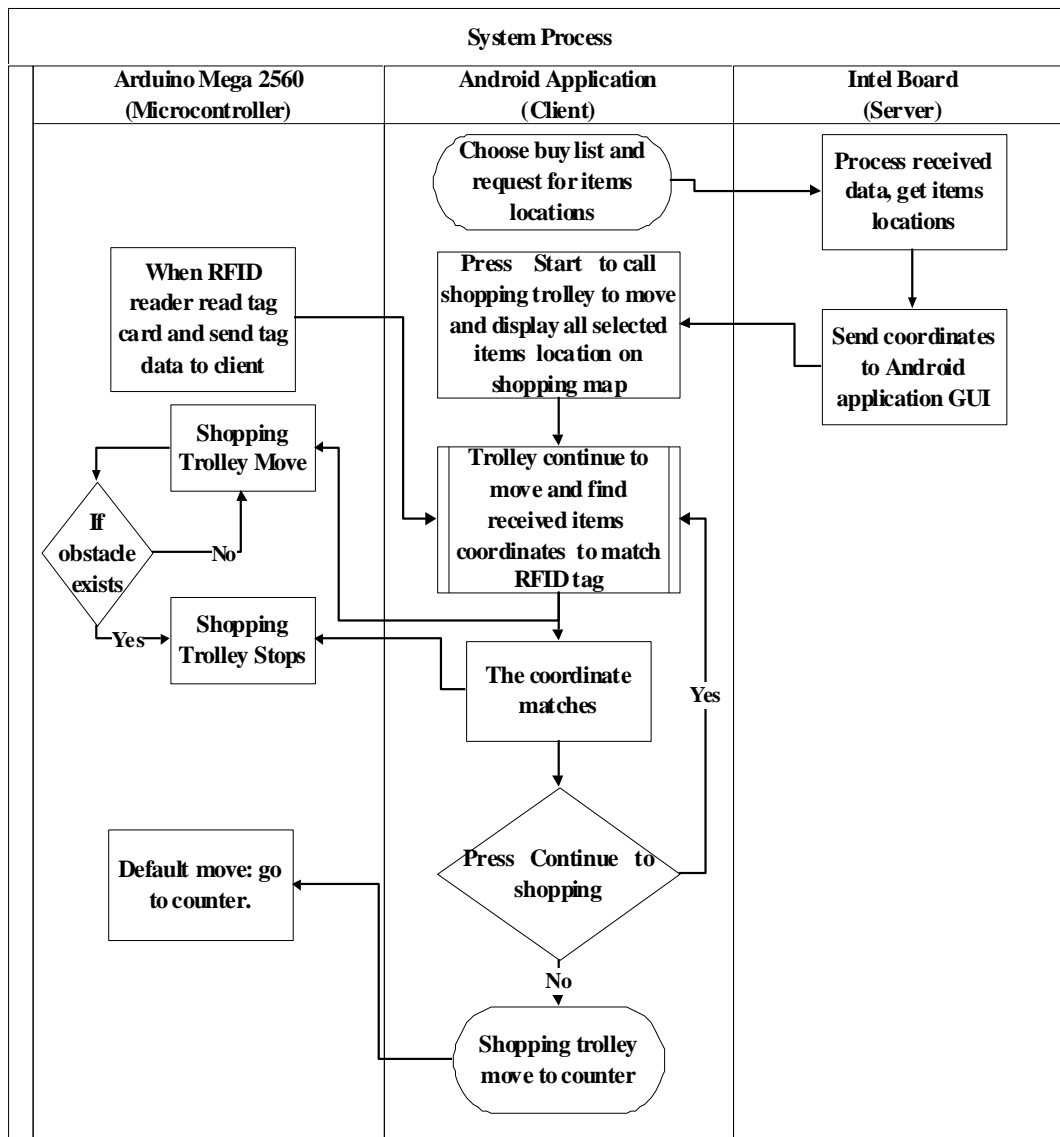 System Process
Arduino Mega 2560
(Microcontroller)
Android Application
(Client)
Intel Board
(Server)
Choose buy list and
request for items
locations
Process received
data, get items
locations
When RFID
reader read tag
card and send tag
data to client
Press Start to call
shopping trolley to move
and display all selected
items location on
shopping map
Send coordinates
to Android
application GUI
Shopping
Trolley Move
Trolley continue to
move and find
received items
coordinates to match
RFID tag
If
obstacle
exists
No
Yes
Shopping
Trolley Stops
The coordinate
matches
Yes
Press Continue to
shopping
Default move: go
to counter.
No
Shopping trolley
move to counter